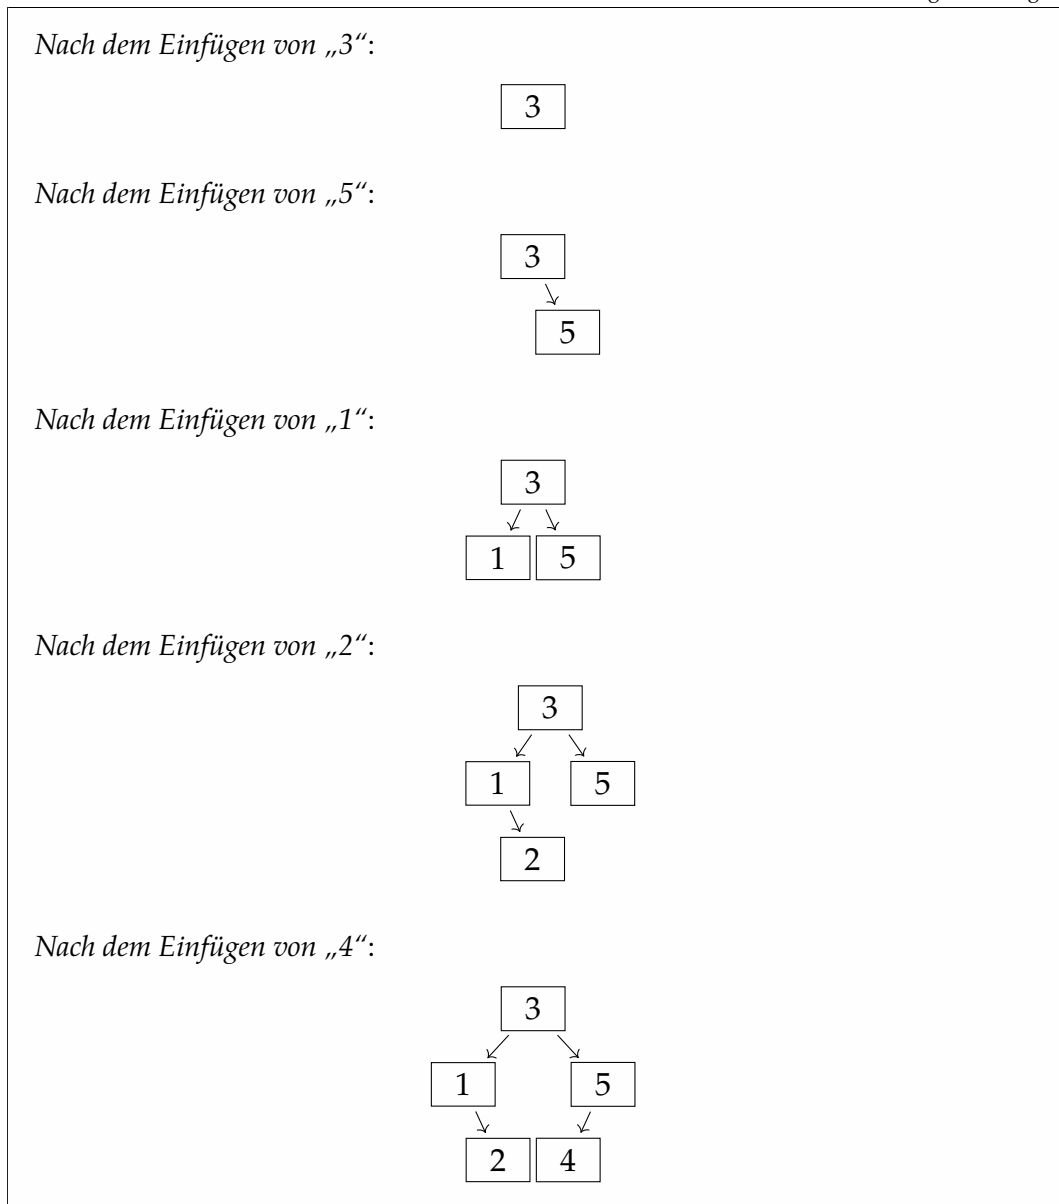 Nach dem Einfügen von „3“:
3
Nach dem Einfügen von „5“:
3
5
Nach dem Einfügen von „1“:
3
1 5
Nach dem Einfügen von „2“:
3
1 5
2
Nach dem Einfügen von „4“:
3
1 5
2 4